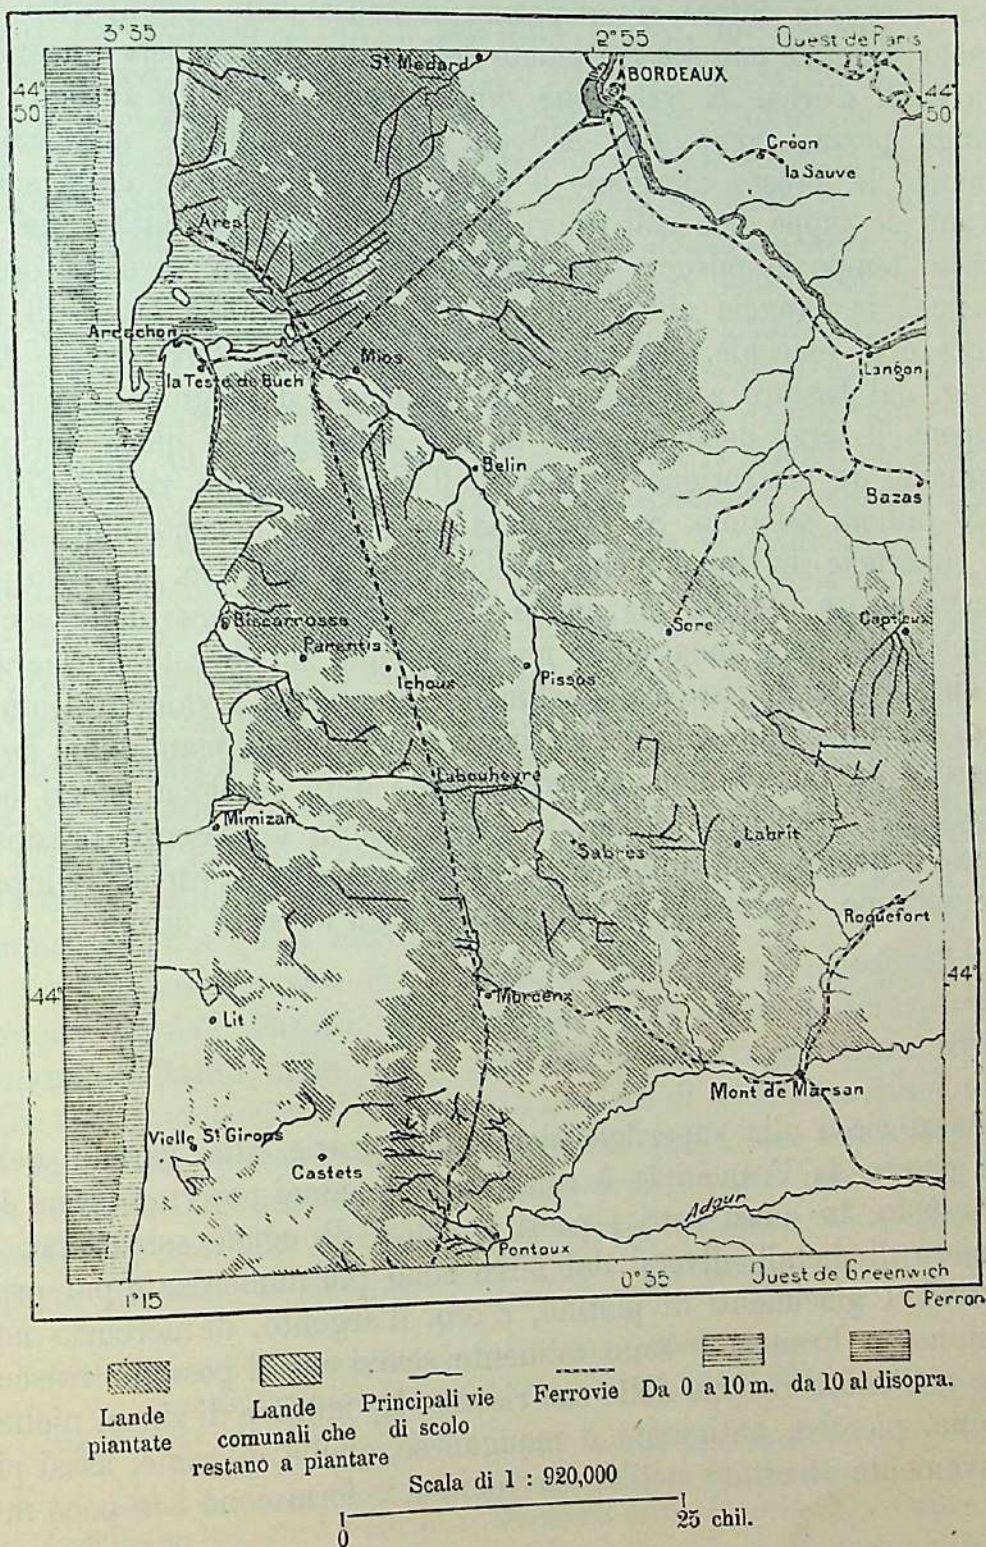 3°35
2°55
Ouest de Paris
44°
50
44°
50
St Médard
BORDEAUX
Créon
la Sauve
Arès
Arcachon
la Teste de Buch
Mios
Langon
Belin
Bazas
Biscarrosse
Parentis
Ichoux
Pissos
Sore
Captieux
Labouheyre
Mimizan
Sabres
Labrit
Roquefort
44°
44°
Morcenx
Lit
Mont de Marsan
Vielle St Girons
Castets
Adour
Pontoux
1°15
0°35
Ouest de Greenwich
C Perron
Lande
piantate
Lande
comunali che
restano a piantare
Principali vie
di scolo
Ferrovie
Da 0 a 10 m.
da 10 al disopra.
Scala di 1 : 920,000
0
25 chil.